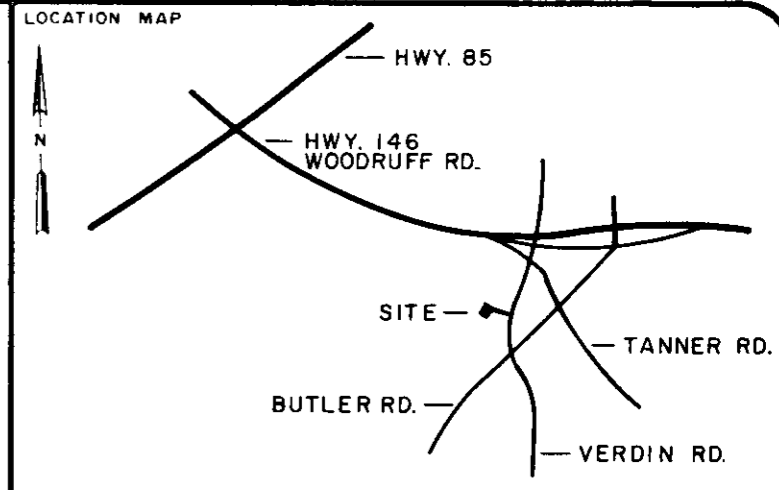 LOCATION MAP
HWY. 85
N
HWY. 146
WOODRUFF RD.
SITE
TANNER RD.
BUTLER RD.
VERDIN RD.